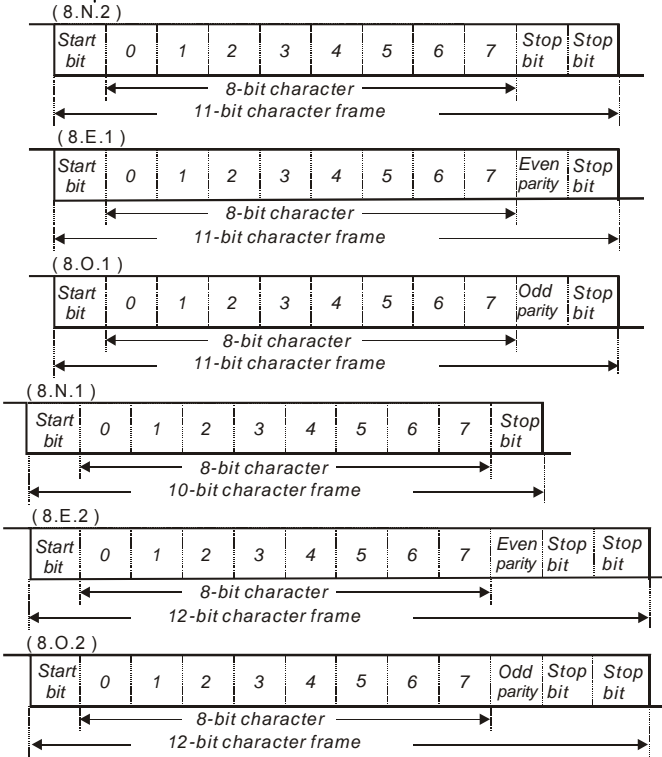 ( 8.N.2 )
Start bit 0 1 2 3 4 5 6 7 Stop bit Stop bit
8-bit character
11-bit character frame
( 8.E.1 )
Start bit 0 1 2 3 4 5 6 7 Even parity Stop bit
8-bit character
11-bit character frame
( 8.O.1 )
Start bit 0 1 2 3 4 5 6 7 Odd parity Stop bit
8-bit character
11-bit character frame
( 8.N.1 )
Start bit 0 1 2 3 4 5 6 7 Stop bit
8-bit character
10-bit character frame
( 8.E.2 )
Start bit 0 1 2 3 4 5 6 7 Even parity Stop bit Stop bit
8-bit character
12-bit character frame
( 8.O.2 )
Start bit 0 1 2 3 4 5 6 7 Odd parity Stop bit Stop bit
8-bit character
12-bit character frame